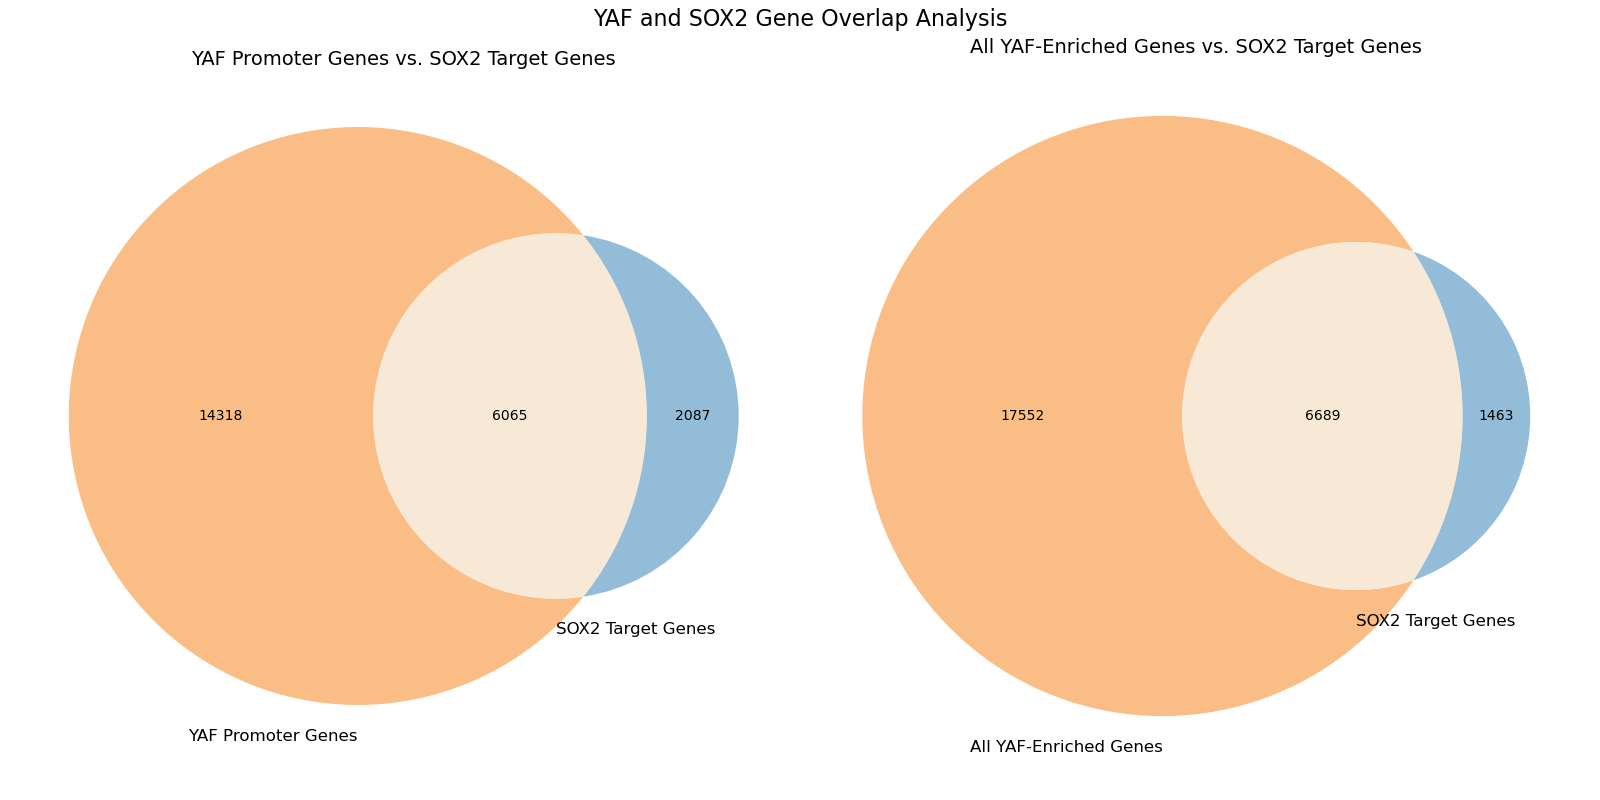 YAF and SOX2 Gene Overlap Analysis
YAF Promoter Genes vs. SOX2 Target Genes
14318
6065
2087
SOX2 Target Genes
YAF Promoter Genes
All YAF-Enriched Genes vs. SOX2 Target Genes
17552
6689
1463
SOX2 Target Genes
All YAF-Enriched Genes